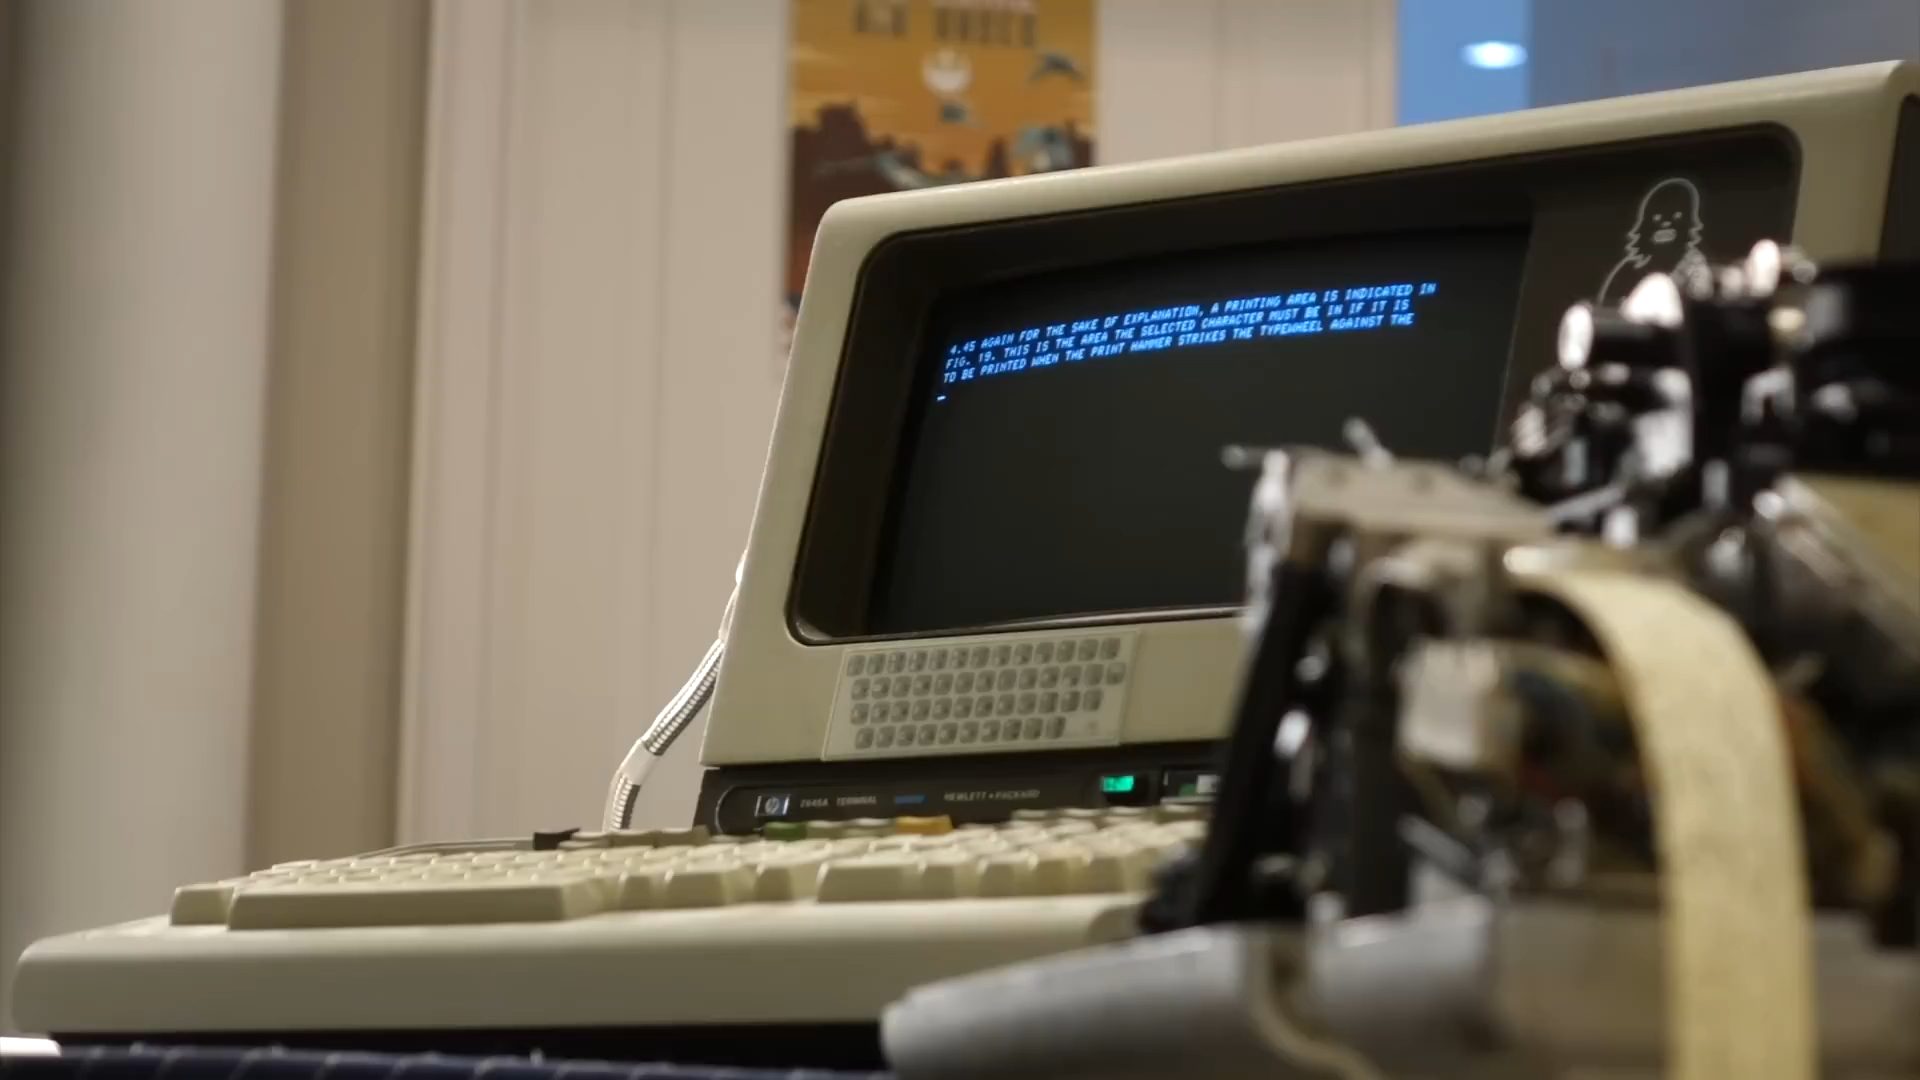 4.45 AGAIN FOR THE SAKE OF EXPLANATION, A PRINTING AREA IS INDICATED IN
FIG. 19. THIS IS THE AREA THE SELECTED CHARACTER MUST BE IN IF IT IS
TO BE PRINTED WHEN THE PRINT HAMMER STRIKES THE TYPEWHEEL AGAINST THE
hp 2645A TERMINAL HEWLETT • PACKARD